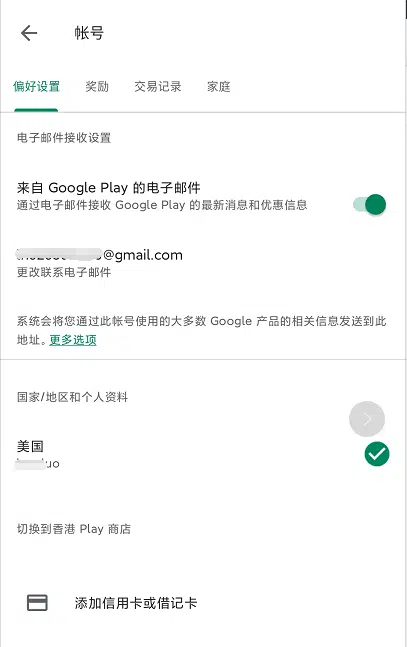 帐号
偏好设置 奖励 交易记录 家庭
电子邮件接收设置
来自 Google Play 的电子邮件
通过电子邮件接收 Google Play 的最新消息和优惠信息
@gmail.com
更改联系电子邮件
系统会将您通过此帐号使用的大多数 Google 产品的相关信息发送到此
地址。更多选项
国家/地区和个人资料
美国
uo
切换到香港 Play 商店
添加信用卡或借记卡